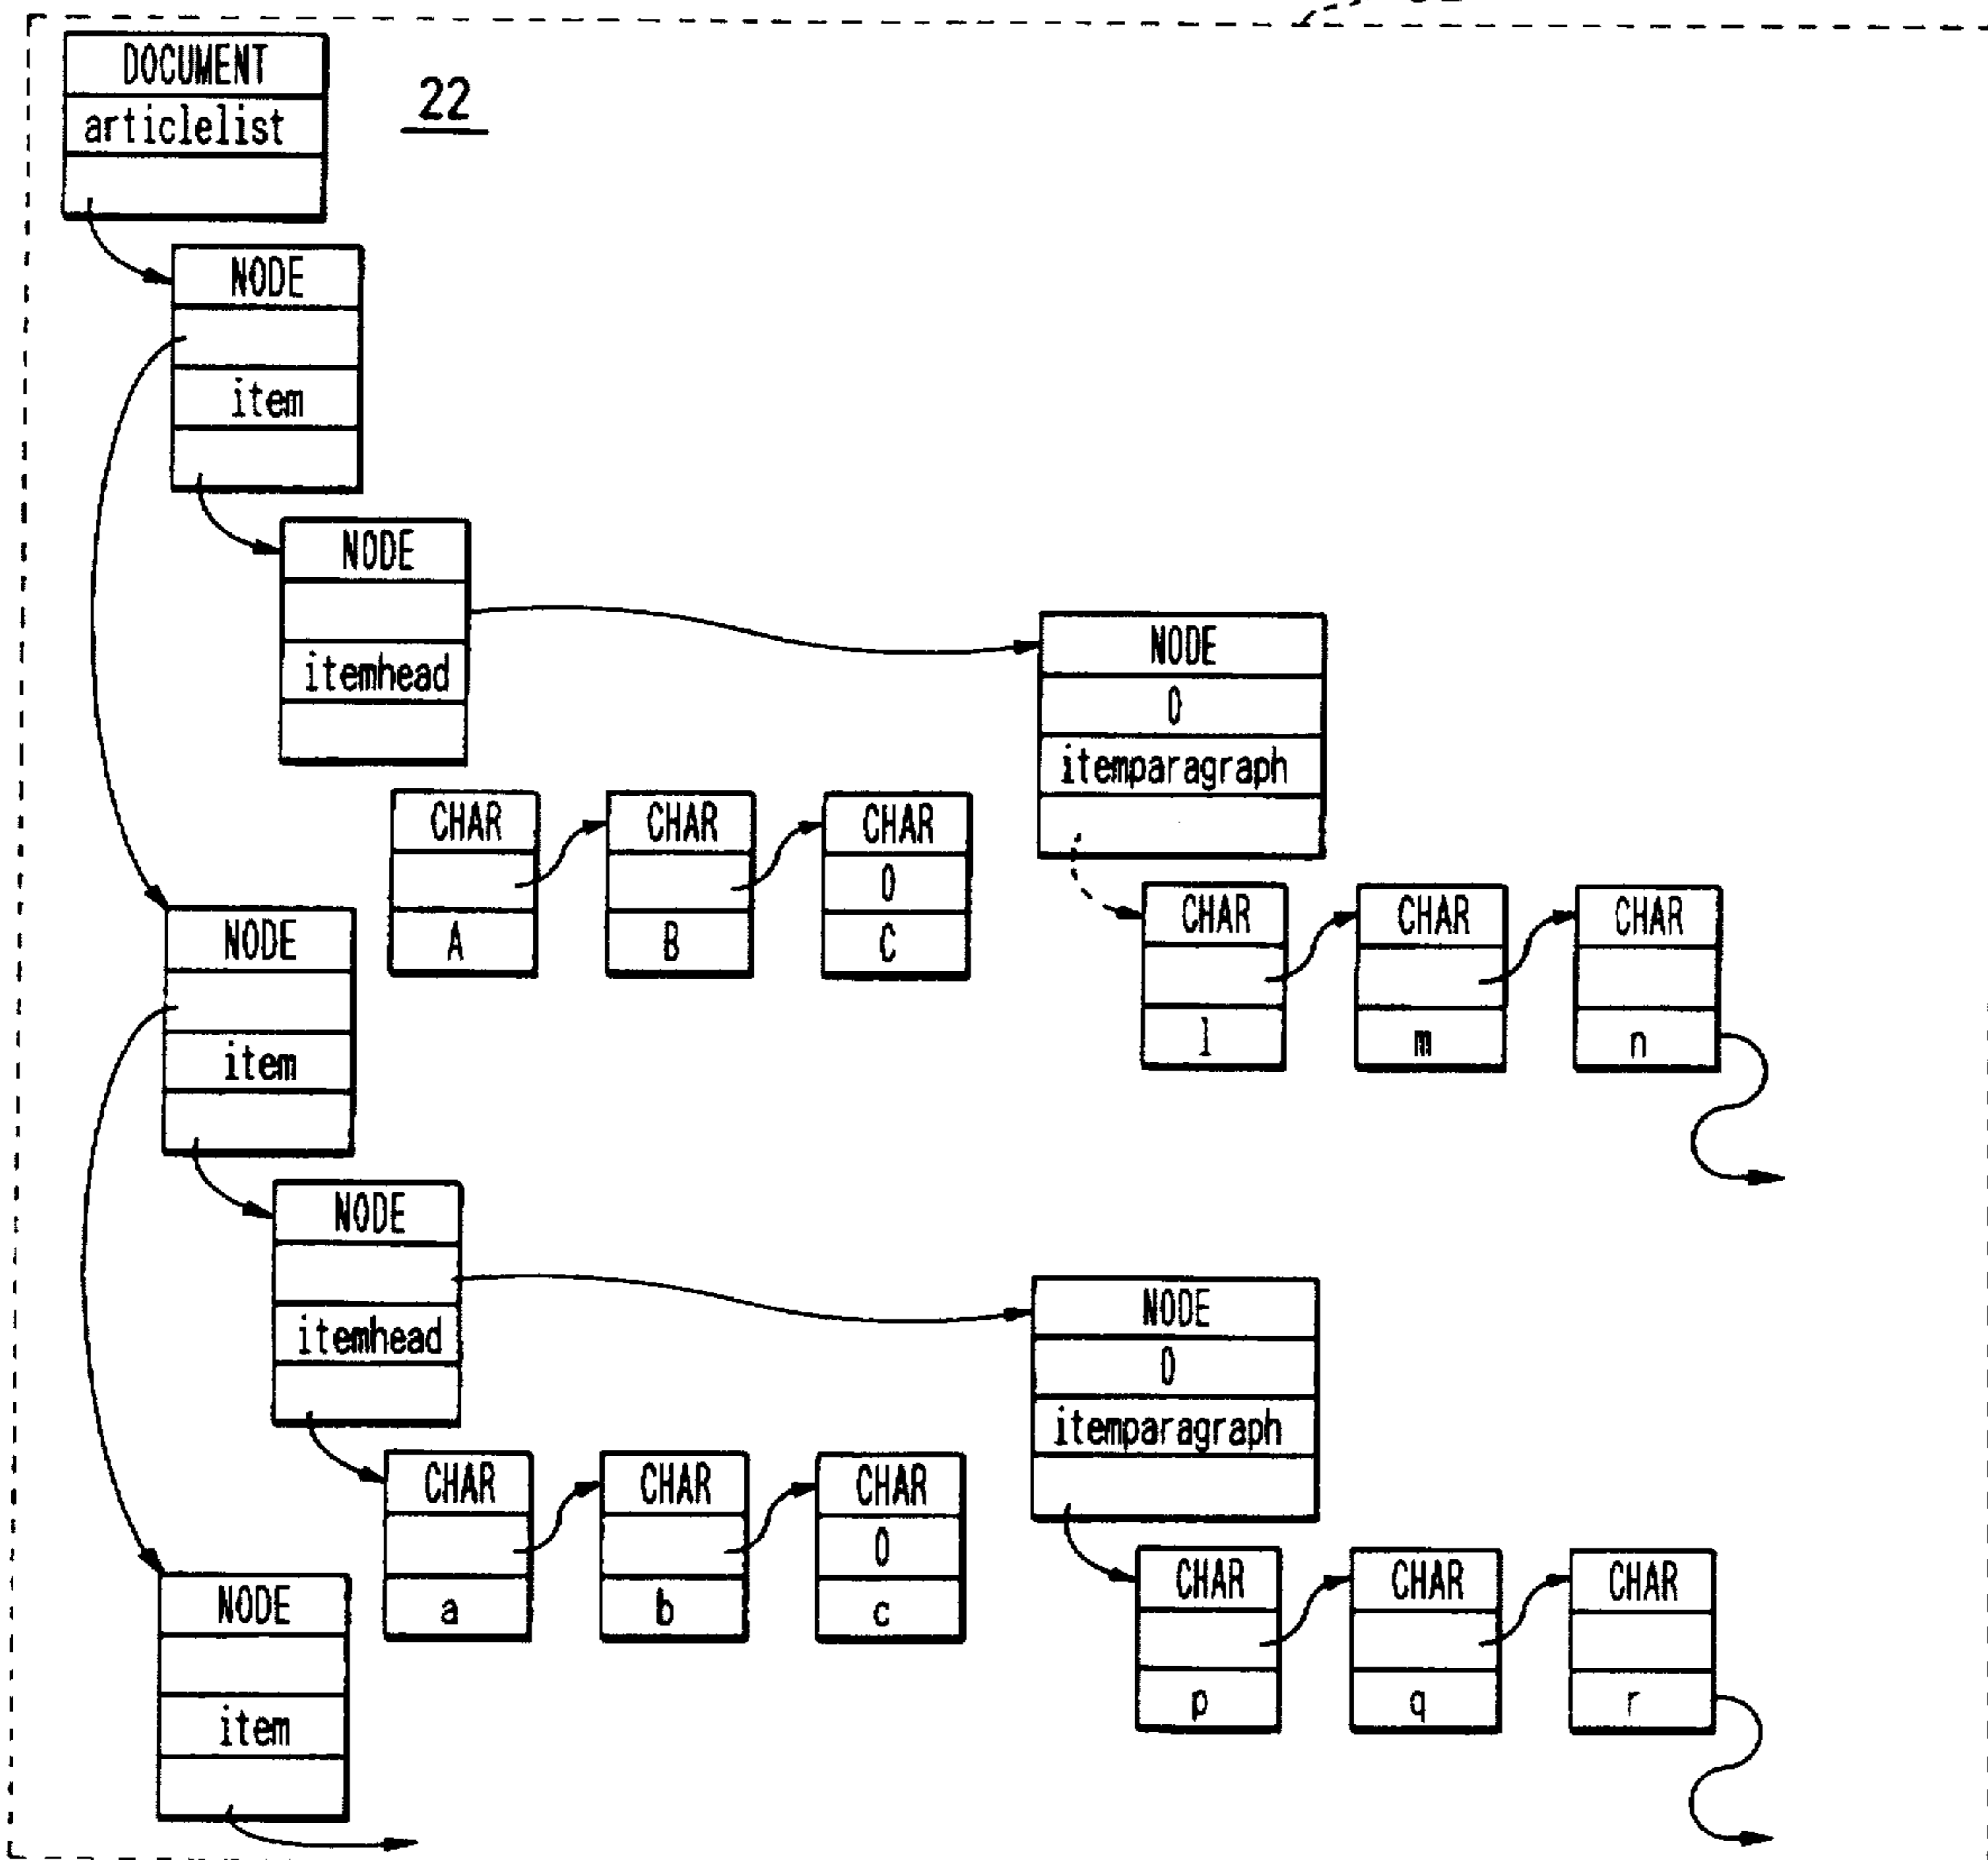 DOCUMENT
articlelist
22
NODE
item
NODE
itemhead
NODE
0
itemparagraph
CHAR
A
CHAR
B
CHAR
0
C
CHAR
l
CHAR
m
CHAR
n
NODE
item
NODE
itemhead
NODE
0
itemparagraph
CHAR
a
CHAR
b
CHAR
0
c
CHAR
p
CHAR
q
CHAR
r
NODE
item